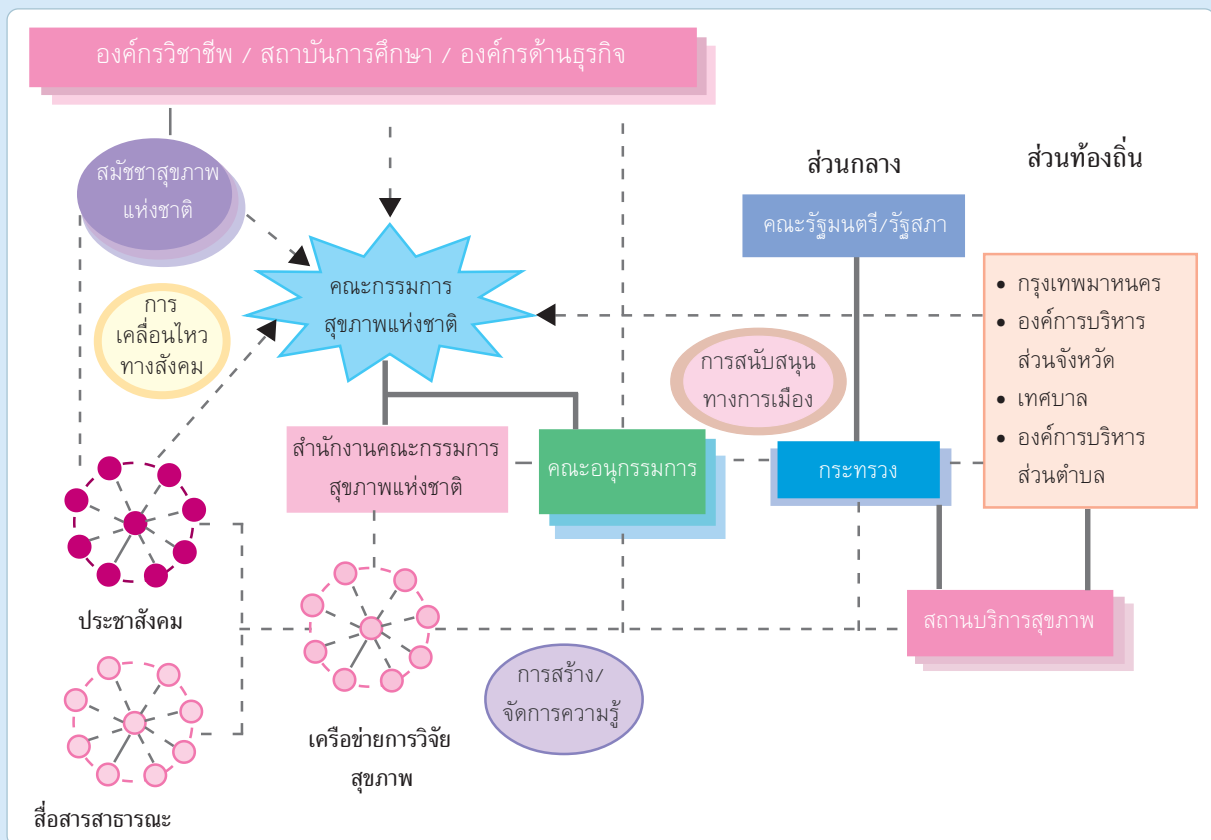 องค์กรวิชาชีพ / สถาบันการศึกษา / องค์กรด้านธุรกิจ
สมัชชาสุขภาพ
แห่งชาติ
ส่วนกลาง
ส่วนท้องถิ่น
คณะรัฐมนตรี/รัฐสภา
การ
เคลื่อนไหว
ทางสังคม
คณะกรรมการ
สุขภาพแห่งชาติ
การสนับสนุน
ทางการเมือง
• กรุงเทพมาหนคร
• องค์การบริหาร
ส่วนจังหวัด
• เทศบาล
• องค์การบริหาร
ส่วนตำบล
สำนักงานคณะกรรมการ
สุขภาพแห่งชาติ
คณะอนุกรรมการ
กระทรวง
ประชาสังคม
สถานบริการสุขภาพ
การสร้าง/
จัดการความรู้
เครือข่ายการวิจัย
สุขภาพ
สื่อสารสาธารณะ